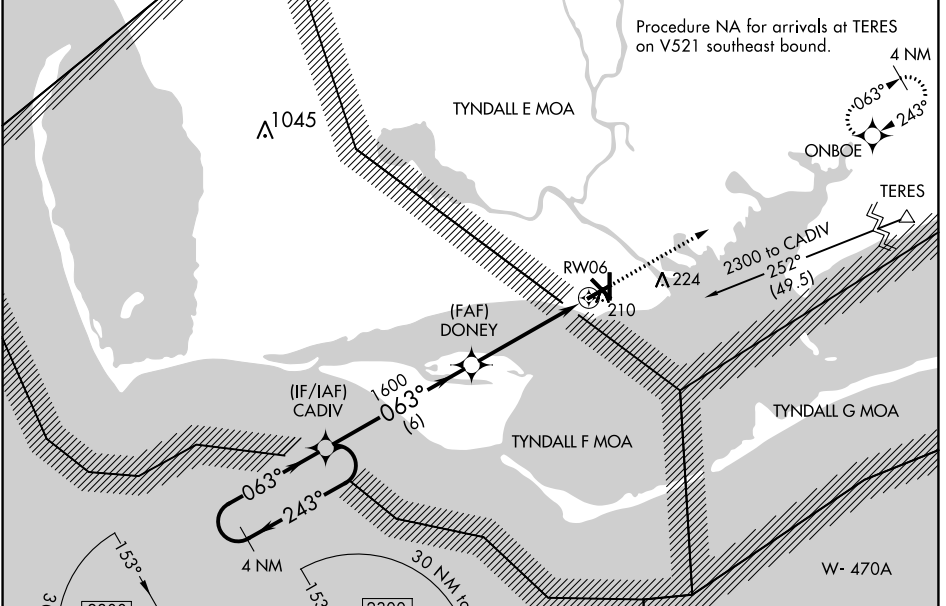 Procedure NA for arrivals at TERES
on V521 southeast bound.
4 NM
063°
243°
ONBOE
1045
TYNDALL E MOA
TERES
2300 to CADIV
252°
(49.5)
RW06
224
210
(FAF)
DONEY
(IF/IAF)
CADIV
1600
063°
(6)
TYNDALL G MOA
TYNDALL F MOA
063°
243°
4 NM
W- 470A
153°
30 NM to
153